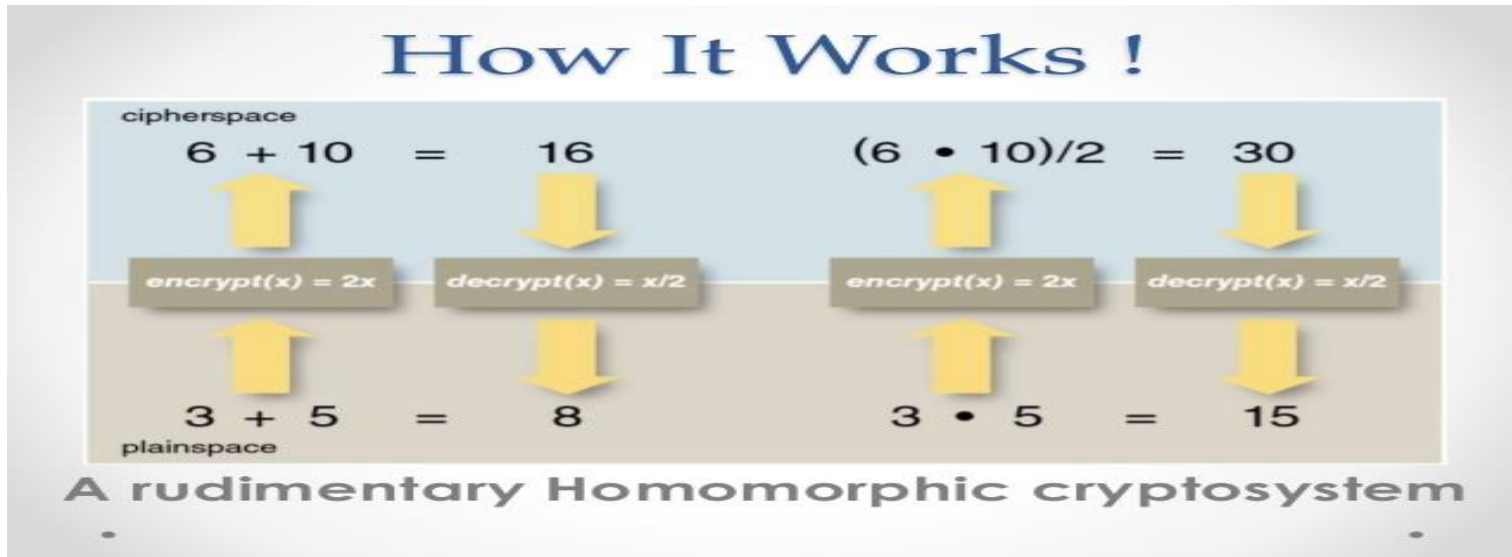 How It Works !
cipherspace
6 + 10 = 16 (6 • 10)/2 = 30
encrypt(x) = 2x decrypt(x) = x/2 encrypt(x) = 2x decrypt(x) = x/2
3 + 5 = 8 3 • 5 = 15
plainspace
A rudimentary Homomorphic cryptosystem